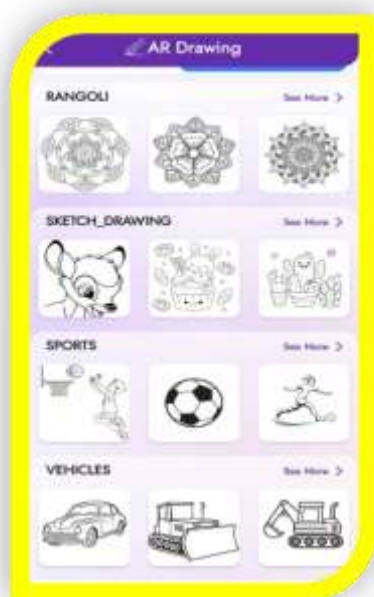 AR Drawing
RANGOLI
See More >
SKETCH_DRAWING
See More >
SPORTS
See More >
VEHICLES
See More >